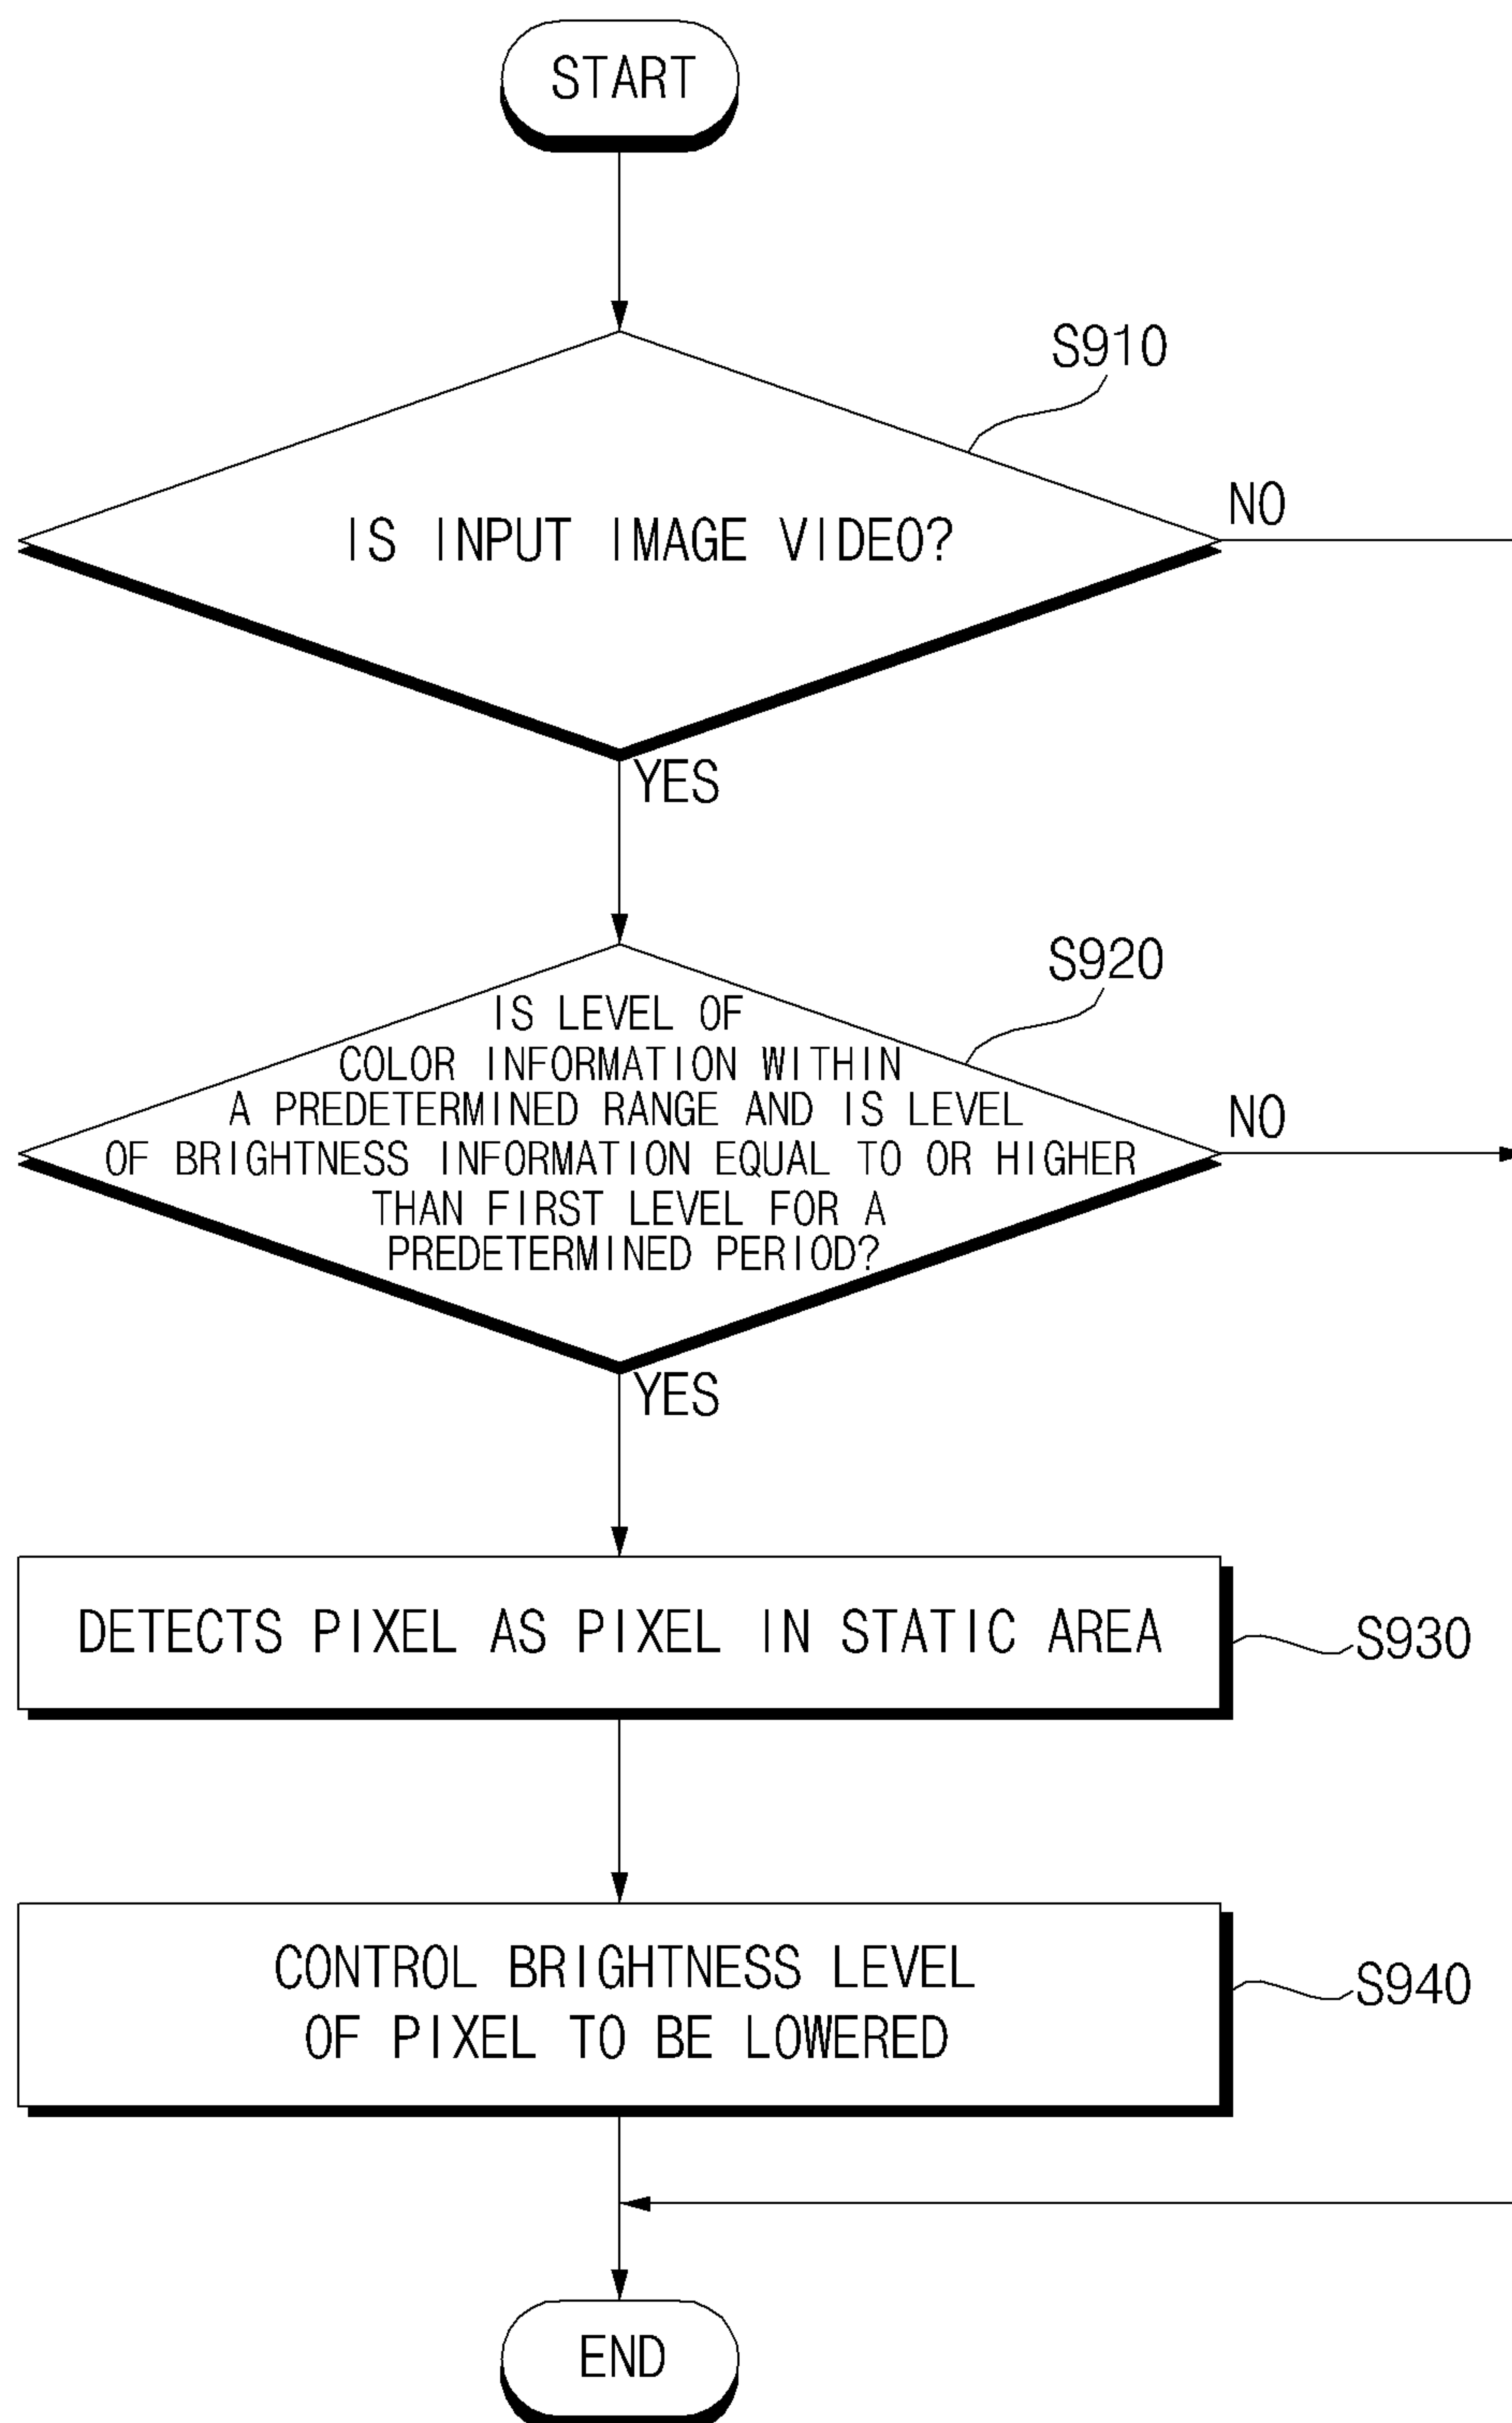 START
S910
IS INPUT IMAGE VIDEO?
NO
YES
S920
IS LEVEL OF
COLOR INFORMATION WITHIN
A PREDETERMINED RANGE AND IS LEVEL
OF BRIGHTNESS INFORMATION EQUAL TO OR HIGHER
THAN FIRST LEVEL FOR A
PREDETERMINED PERIOD?
NO
YES
DETECTS PIXEL AS PIXEL IN STATIC AREA
S930
CONTROL BRIGHTNESS LEVEL
OF PIXEL TO BE LOWERED
S940
END